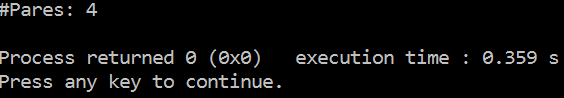 #Pares: 4
Process returned 0 (0x0)   execution time : 0.359 s
Press any key to continue.